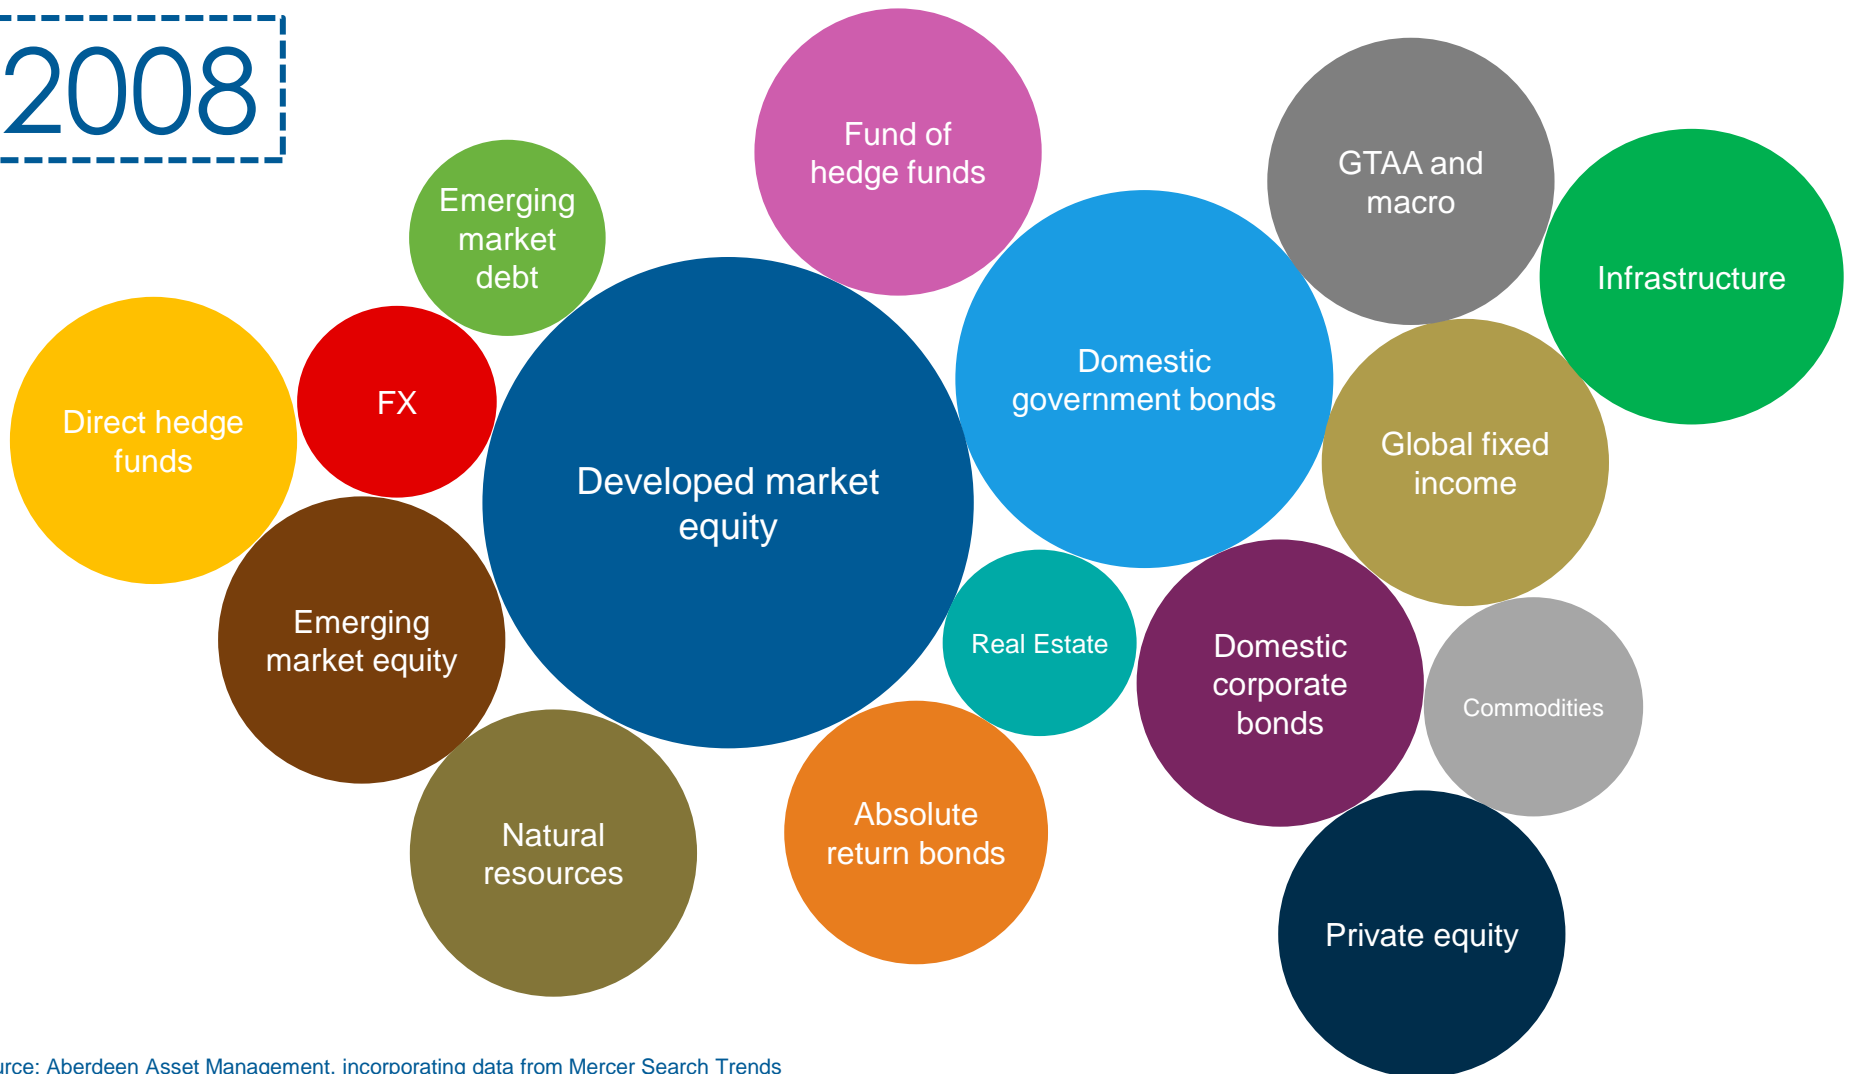 2008
Fund of
hedge funds
GTAA and
macro
Emerging
market
debt
Infrastructure
Domestic
government bonds
FX
Direct hedge
funds
Global fixed
income
Developed market
equity
Emerging
market equity
Real Estate
Domestic
corporate
bonds
Commodities
Natural
resources
Absolute
return bonds
Private equity
urce: Aberdeen Asset Management, incorporating data from Mercer Search Trends